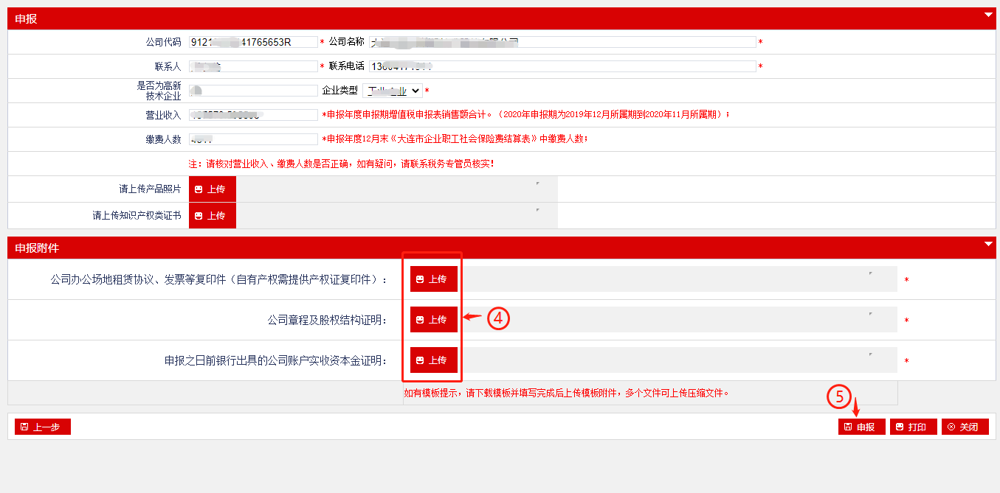 申报
公司代码 9121 41765653R * 公司名称 *
联系人 * 联系电话 *
是否为高新
技术企业 企业类型 *
营业收入 *申报年度申报期增值税申报表销售额合计。（2020年申报期为2019年12月所属期到2020年11月所属期）；
缴费人数 *申报年度12月末《大连市企业职工社会保险费结算表》中缴费人数；
注：请核对营业收入、缴费人数是否正确，如有疑问，请联系税务专管员核实！
请上传产品照片 上传
请上传知识产权类证书 上传
申报附件
公司办公场地租赁协议、发票等复印件（自有产权需提供产权证复印件）： 上传 *
公司章程及股权结构证明： 上传 * ④
申报之日前银行出具的公司账户实收资本金证明： 上传 *
如有模板提示，请下载模板并填写完成后上传模板附件，多个文件可上传压缩文件。
⑤
上一步 申报 打印 关闭